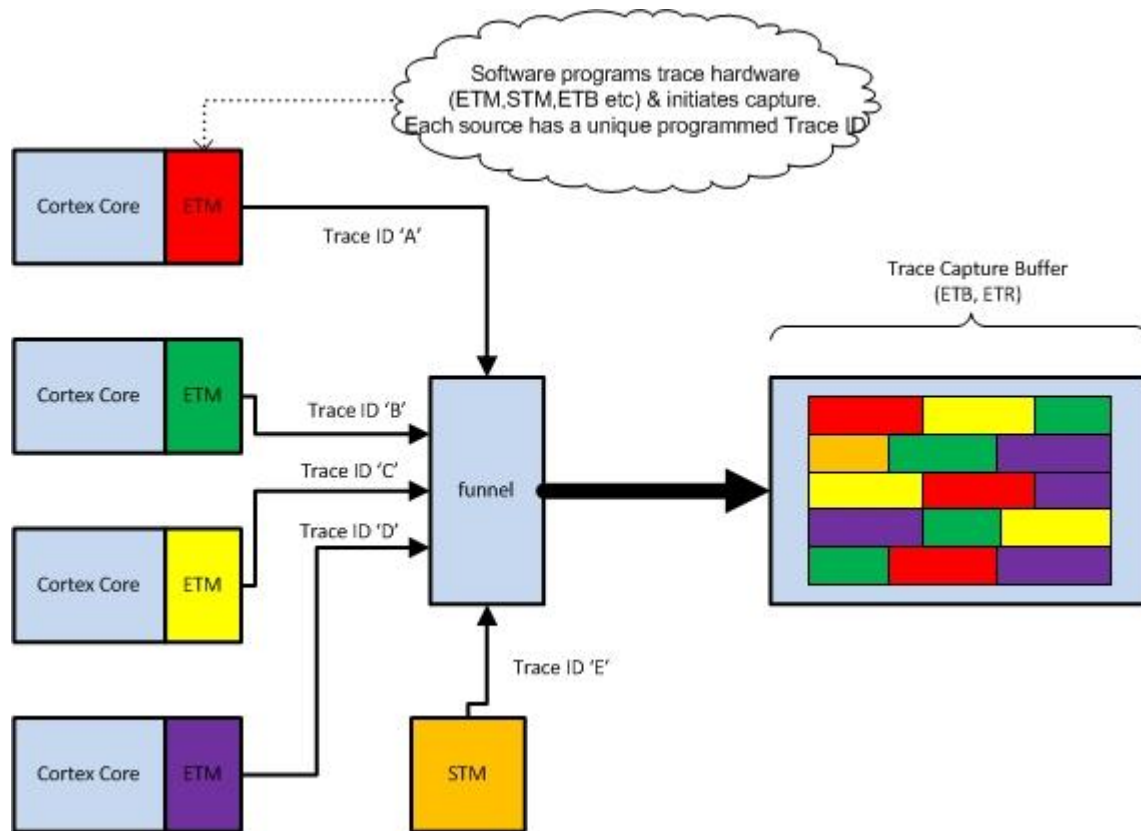 Software programs trace hardware
(ETM,STM,ETB etc) & initiates capture.
Each source has a unique programmed Trace ID
Cortex Core
ETM
Trace ID 'A'
Trace Capture Buffer
(ETB, ETR)
Cortex Core
ETM
Trace ID 'B'
Trace ID 'C'
funnel
Trace ID 'D'
Cortex Core
ETM
Trace ID 'E'
Cortex Core
ETM
STM